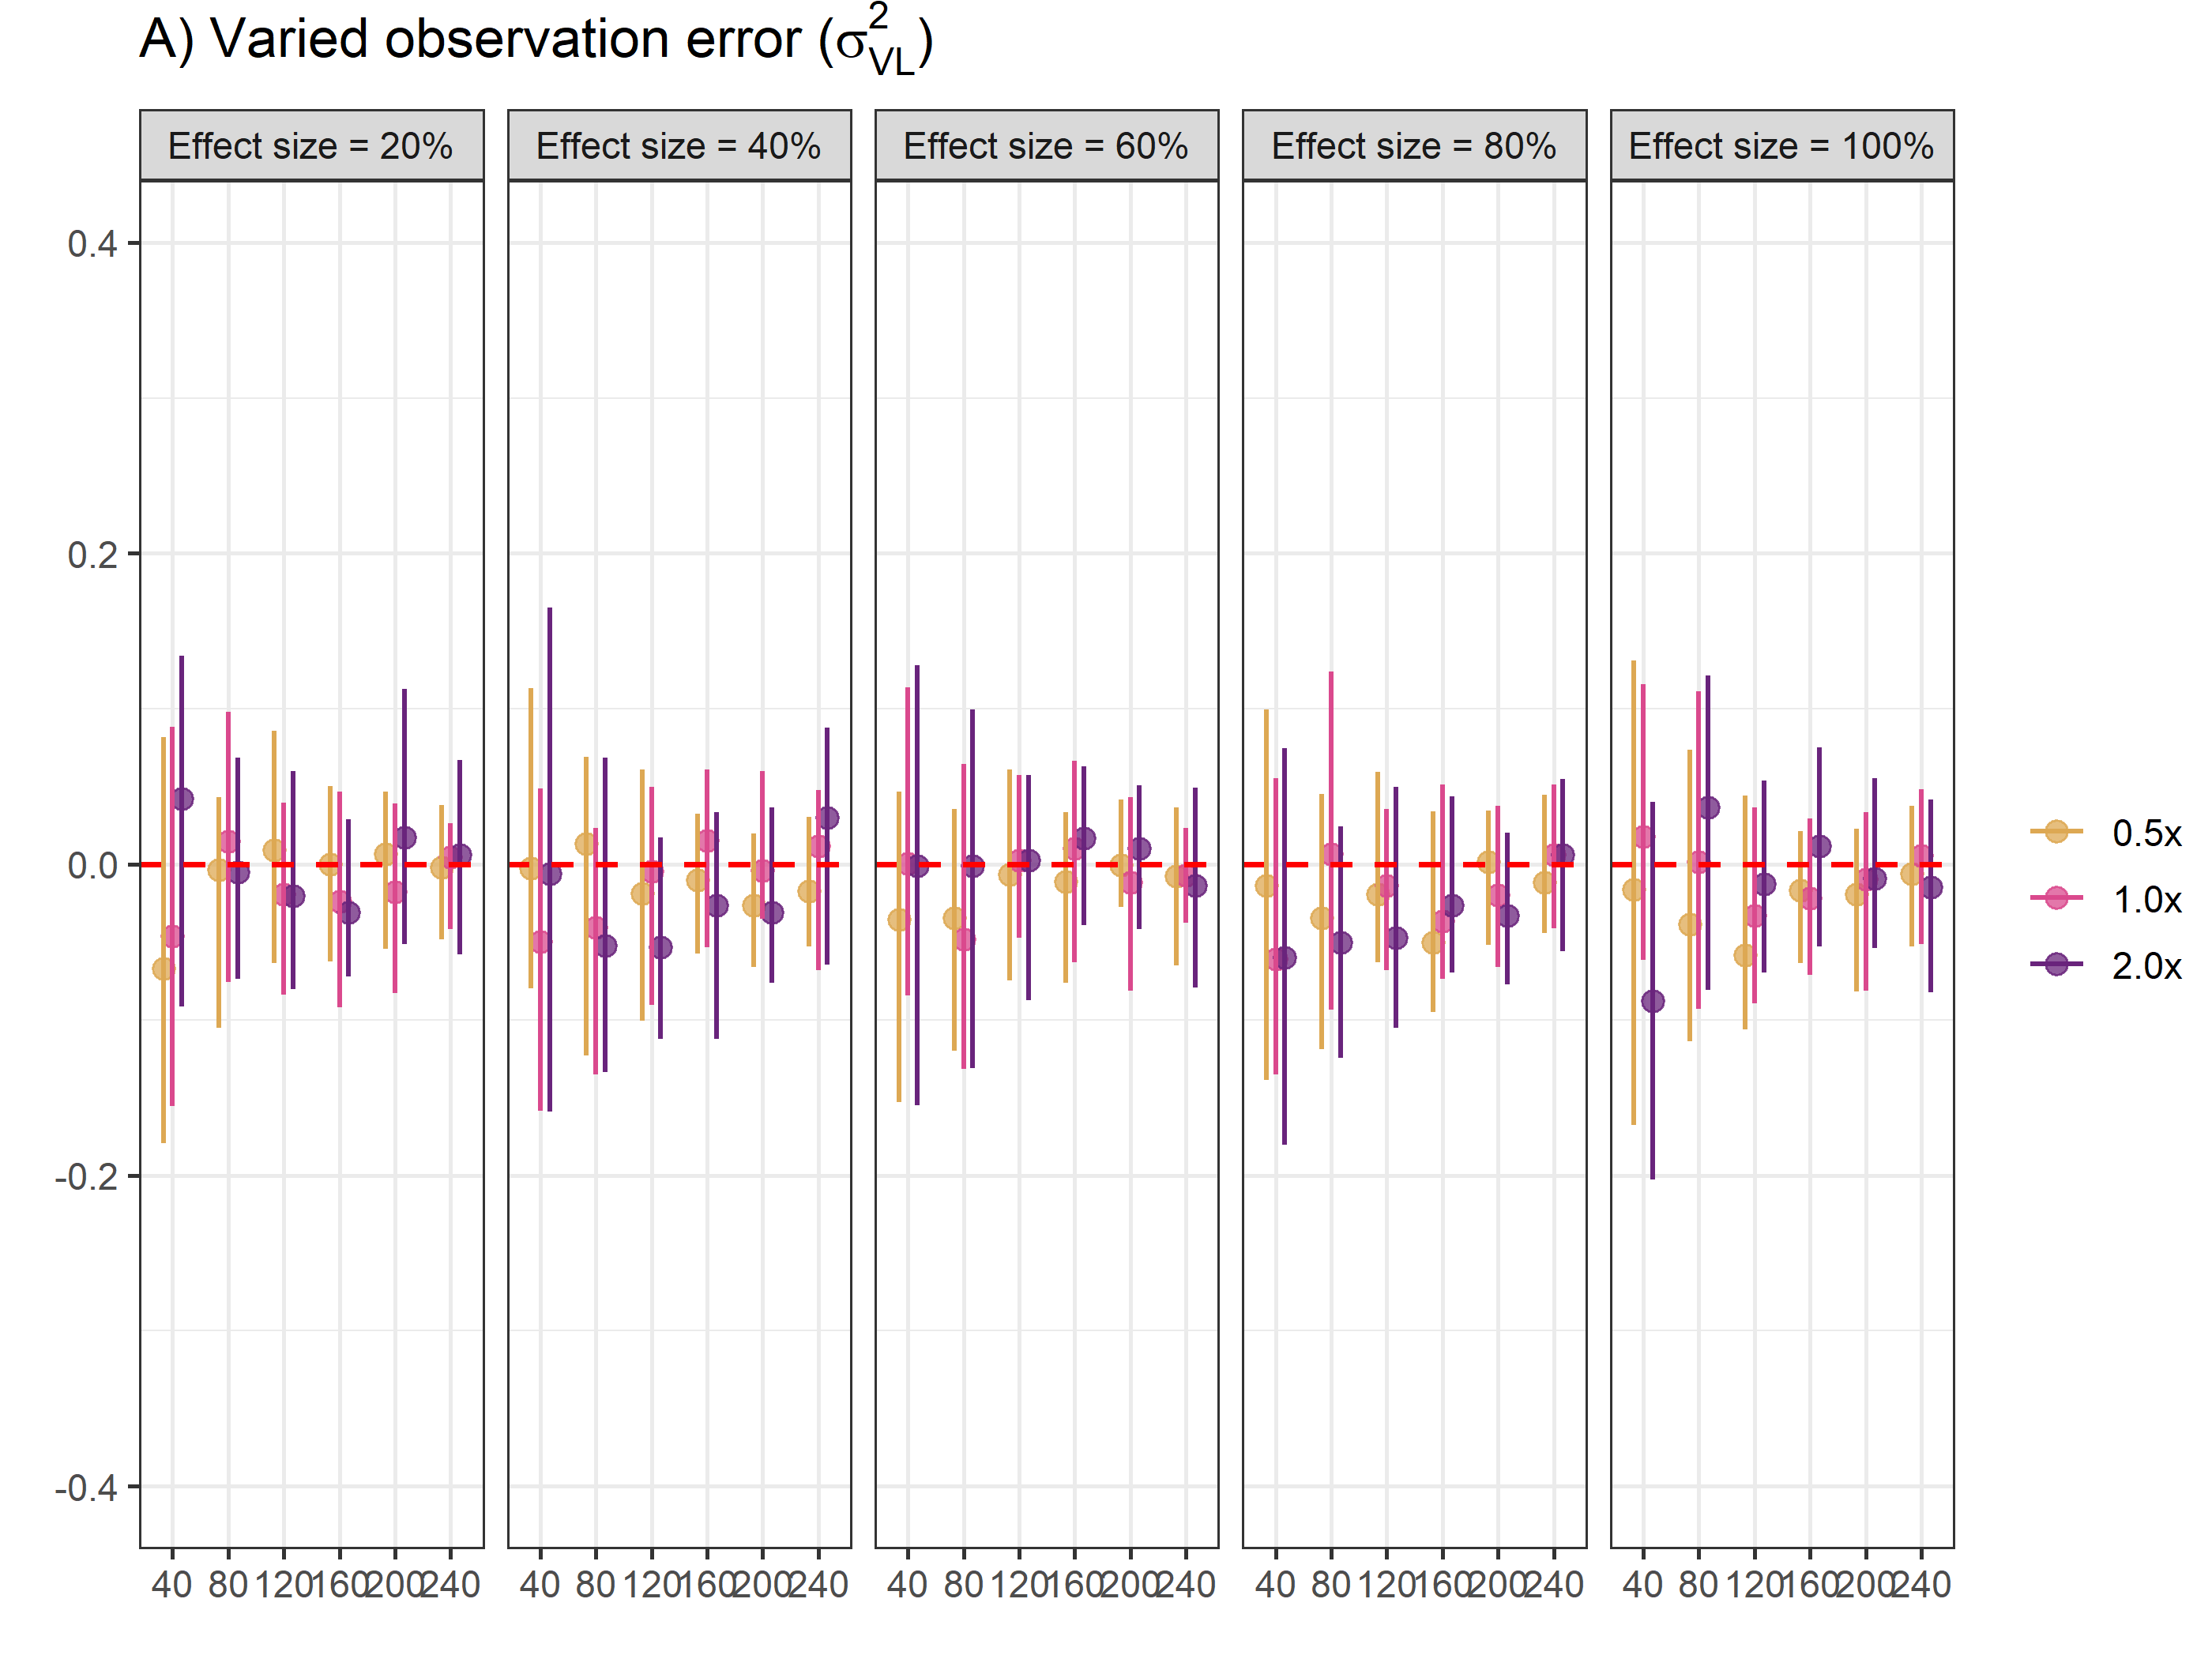 A) Varied observation error (σ²VL)
Effect size = 20% Effect size = 40% Effect size = 60% Effect size = 80% Effect size = 100%
0.4
0.2
0.0
-0.2
-0.4
40 80 120 160 200 240 40 80 120 160 200 240 40 80 120 160 200 240 40 80 120 160 200 240 40 80 120 160 200 240
0.5x
1.0x
2.0x